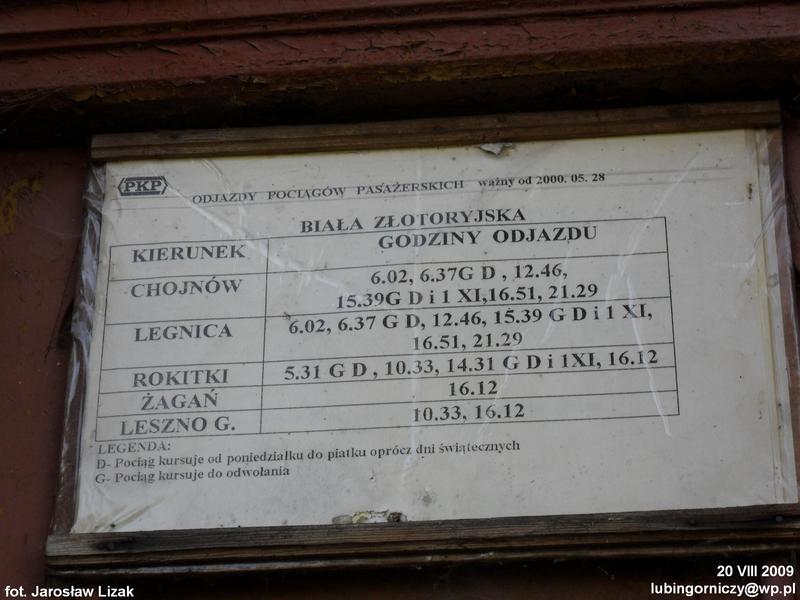 PKP ODJAZDY POCIĄGÓW PASAŻERSKICH ważny od 2000. 05. 28
BIAŁA ZŁOTORYJSKA
KIERUNEK GODZINY ODJAZDU
CHOJNÓW 6.02, 6.37G D , 12.46,
15.39G D i 1 XI,16.51, 21.29
LEGNICA 6.02, 6.37 G D, 12.46, 15.39 G D i 1 XI,
16.51, 21.29
ROKITKI 5.31 G D , 10.33, 14.31 G D i 1XI, 16.12
ŻAGAŃ 16.12
LESZNO G. 10.33, 16.12
LEGENDA:
D- Pociąg kursuje od poniedziałku do piatku oprócz dni świątecznych
G- Pociąg kursuje do odwołania
20 VIII 2009
fot. Jarosław Lizak lubingorniczy@wp.pl